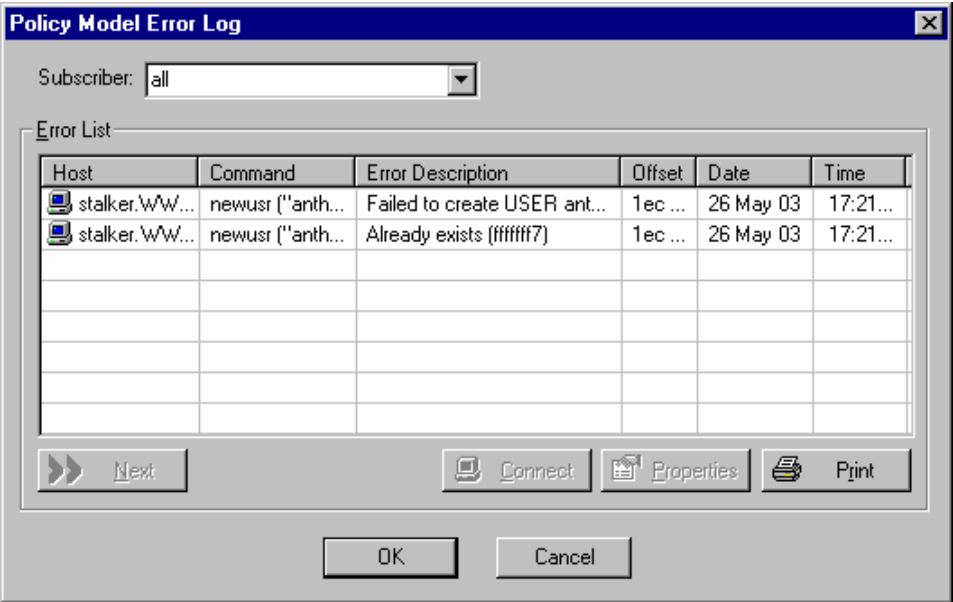 Policy Model Error Log
Subscriber: all
Error List
Host Command Error Description Offset Date Time
stalker.WW... newusr ("anth... Failed to create USER ant... 1ec ... 26 May 03 17:21...
stalker.WW... newusr ("anth... Already exists (fffffff7) 1ec ... 26 May 03 17:21...
Next Connect Properties Print
OK Cancel